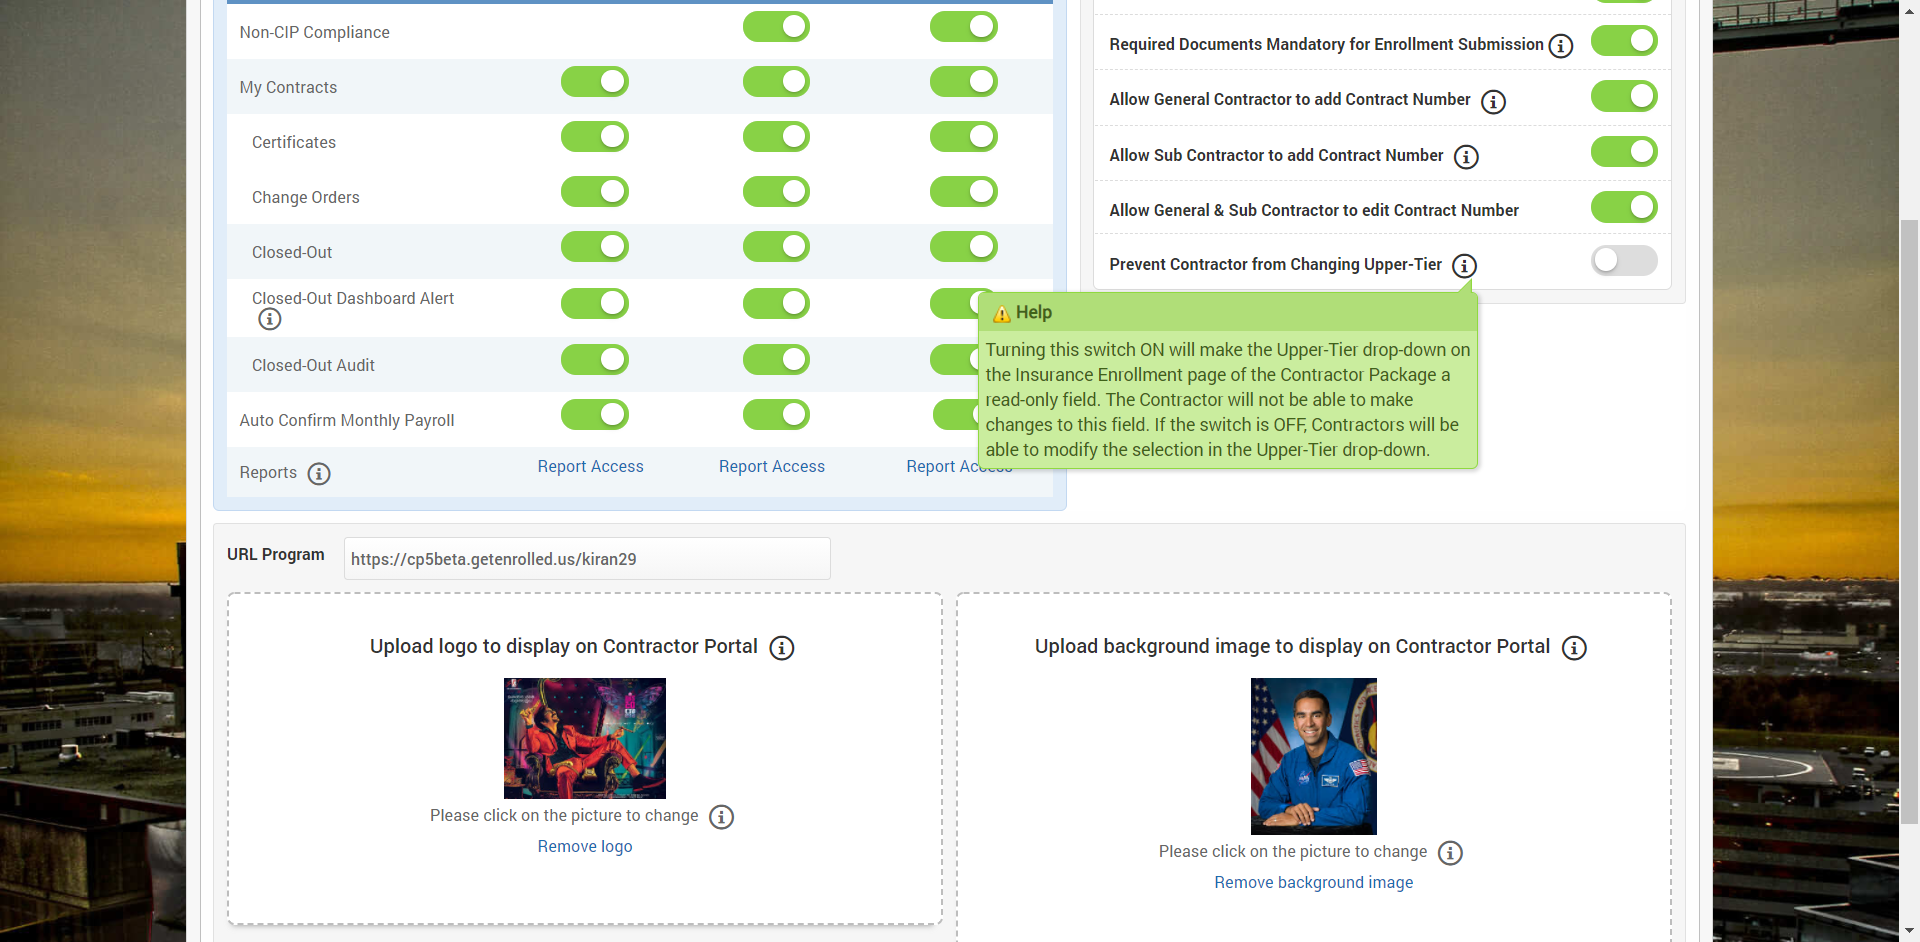 Non-CIP Compliance
My Contracts
Certificates
Change Orders
Closed-Out
Closed-Out Dashboard Alert
Closed-Out Audit
Auto Confirm Monthly Payroll
Reports
Report Access
Report Access
Report Access
Required Documents Mandatory for Enrollment Submission
Allow General Contractor to add Contract Number
Allow Sub Contractor to add Contract Number
Allow General & Sub Contractor to edit Contract Number
Prevent Contractor from Changing Upper-Tier
Help
Turning this switch ON will make the Upper-Tier drop-down on
the Insurance Enrollment page of the Contractor Package a
read-only field. The Contractor will not be able to make
changes to this field. If the switch is OFF, Contractors will be
able to modify the selection in the Upper-Tier drop-down.
URL Program
https://cp5beta.getenrolled.us/kiran29
Upload logo to display on Contractor Portal
Please click on the picture to change
Remove logo
Upload background image to display on Contractor Portal
Please click on the picture to change
Remove background image